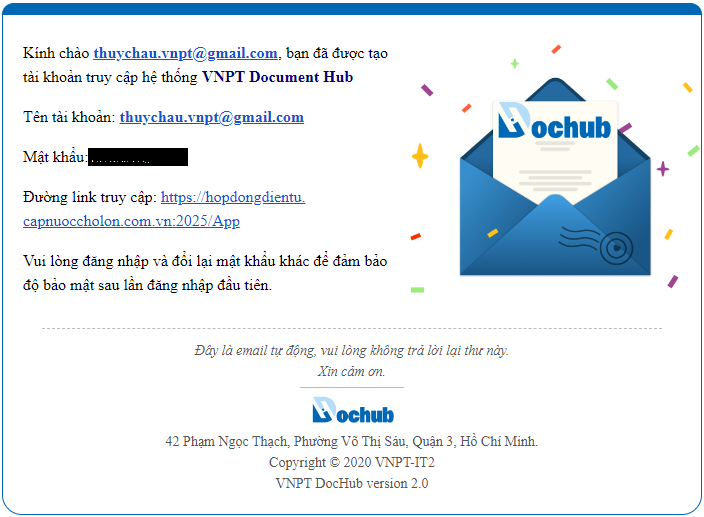 Kính chào thuychau.vnpt@gmail.com, bạn đã được tạo
tài khoản truy cập hệ thống VNPT Document Hub
Tên tài khoản: thuychau.vnpt@gmail.com
Mật khẩu:
Đường link truy cập: https://hopdongdientu.
capnuoccholon.com.vn:2025/App
Vui lòng đăng nhập và đổi lại mật khẩu khác để đảm bảo
độ bảo mật sau lần đăng nhập đầu tiên.
Dochub
Đây là email tự động, vui lòng không trả lời lại thư này.
Xin cảm ơn.
Dochub
42 Phạm Ngọc Thạch, Phường Võ Thị Sáu, Quận 3, Hồ Chí Minh.
Copyright © 2020 VNPT-IT2
VNPT DocHub version 2.0